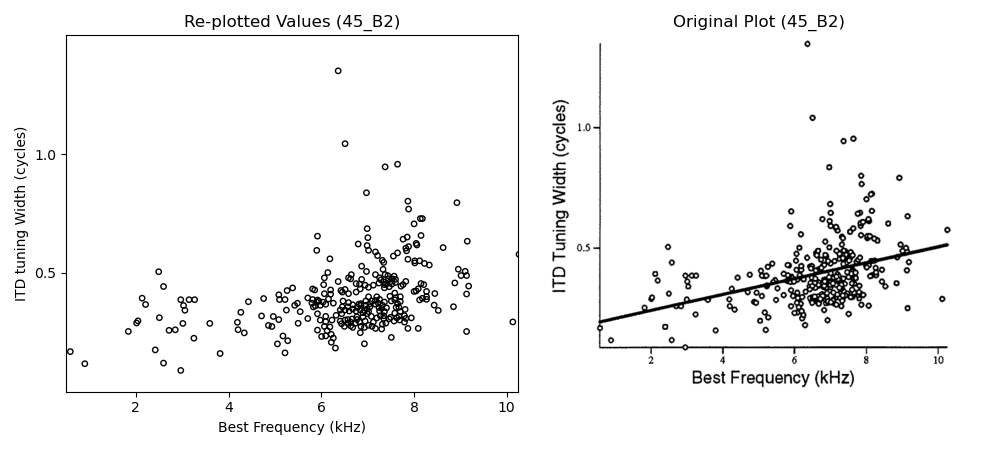 Re-plotted Values (45_B2)
ITD tuning Width (cycles)
1.0
0.5
2 4 6 8 10
Best Frequency (kHz)
Original Plot (45_B2)
ITD Tuning Width (cycles)
1.0
0.5
2 4 6 8 10
Best Frequency (kHz)